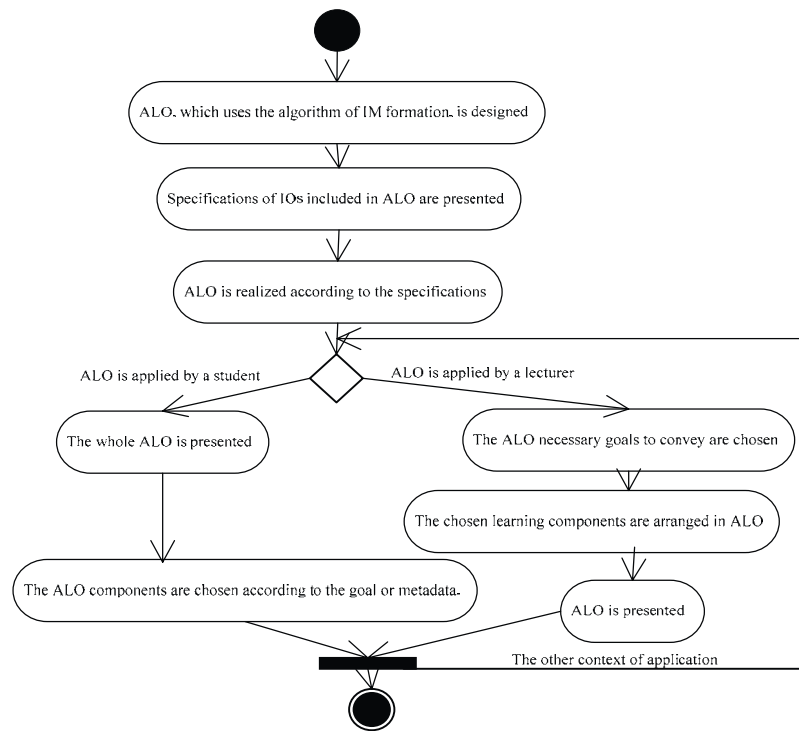 ALO, which uses the algorithm of IM formation, is designed
Specifications of IOs included in ALO are presented
ALO is realized according to the specifications
ALO is applied by a student
ALO is applied by a lecturer
The whole ALO is presented
The ALO necessary goals to convey are chosen
The chosen learning components are arranged in ALO
The ALO components are chosen according to the goal or metadata.
ALO is presented
The other context of application